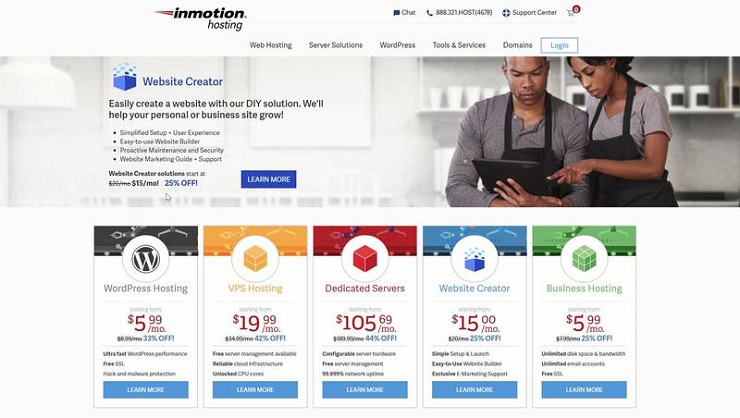 inmotion
hosting
Chat 888.321.HOST(4678) Support Center 0
Web Hosting Server Solutions WordPress Tools & Services Domains Login
Website Creator
Easily create a website with our DIY solution. We'll
help your personal or business site grow!
• Simplified Setup + User Experience
• Easy-to-use Website Builder
• Proactive Maintenance and Security
• Website Marketing Guide + Support
Website Creator solutions start at
$20/mo $15/mo! 25% OFF!
LEARN MORE
WordPress Hosting
starting from:
$5.99/mo.
$8.99/mo 33% OFF!
Ultra fast WordPress performance
Free SSL
Hack and malware protection
LEARN MORE
VPS Hosting
starting from:
$19.99/mo.
$34.99/mo 42% OFF!
Free server management available
Reliable cloud infrastructure
Unlocked CPU cores
LEARN MORE
Dedicated Servers
starting from:
$105.69/mo.
$189.99/mo 44% OFF!
Configurable server hardware
Free server management
99.999% network uptime
LEARN MORE
Website Creator
starting from:
$15.00/mo.
$20/mo 25% OFF!
Simple Setup & Launch
Easy-to-Use Website Builder
Exclusive E-Marketing Support
LEARN MORE
Business Hosting
starting from:
$5.99/mo.
$7.99/mo 25% OFF!
Unlimited disk space & bandwidth
Unlimited email accounts
Free SSL
LEARN MORE